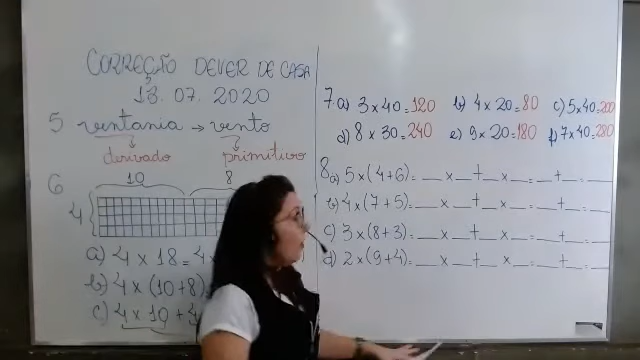 CORREÇÃO DEVER DE CASA
13.07.2020
5 ventania → vento
derivado primitivo
6
10 8
4
a) 4 x 18 = 4 x
b) 4 x (10+8)
c) 4 x 10 + 4
7. a) 3 x 40 = 120 b) 4 x 20 = 80 c) 5 x 40 = 200
d) 8 x 30 = 240 e) 9 x 20 = 180 f) 7 x 40 = 280
8 a) 5 x (4+6) = __ x __ + __ x __ = __ + __ = __
b) 4 x (7+5) = __ x __ + __ x __ = __ + __ = __
c) 3 x (8+3) = __ x __ + __ x __ = __ + __ = __
d) 2 x (9+4) = __ x __ + __ x __ = __ + __ = __